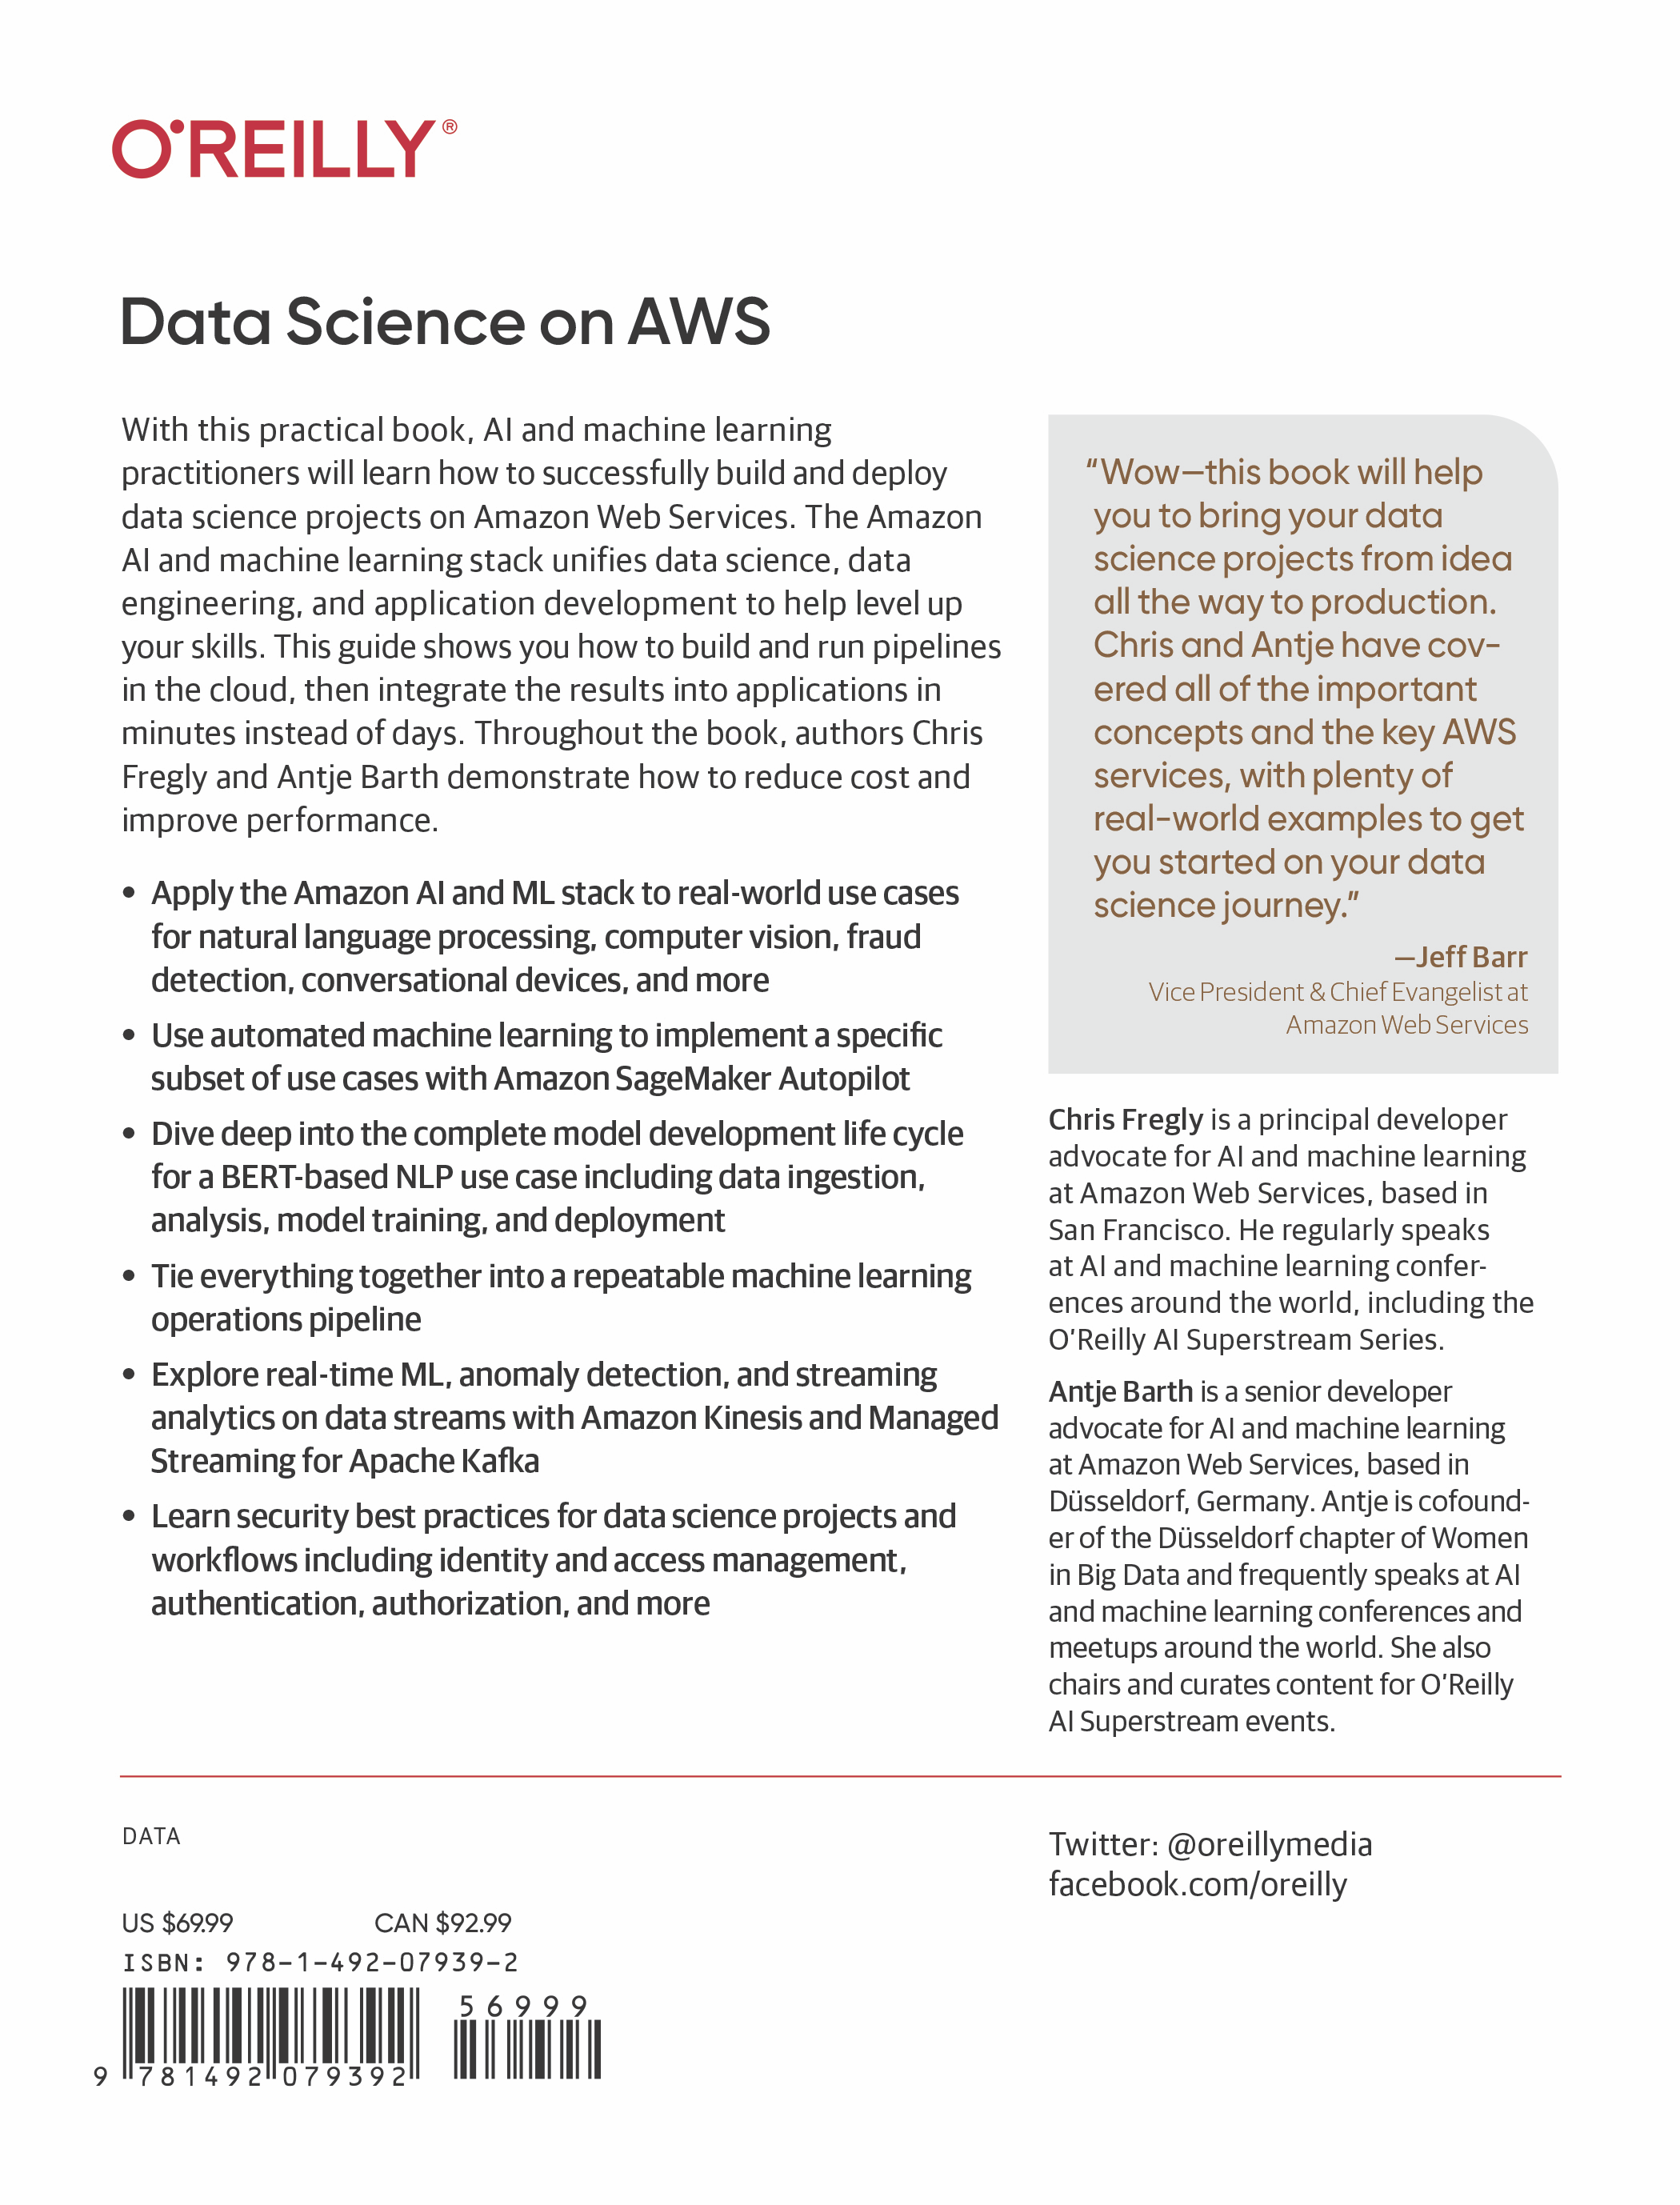 O'REILLY®
Data Science on AWS
With this practical book, AI and machine learning
practitioners will learn how to successfully build and deploy
data science projects on Amazon Web Services. The Amazon
AI and machine learning stack unifies data science, data
engineering, and application development to help level up
your skills. This guide shows you how to build and run pipelines
in the cloud, then integrate the results into applications in
minutes instead of days. Throughout the book, authors Chris
Fregly and Antje Barth demonstrate how to reduce cost and
improve performance.
• Apply the Amazon AI and ML stack to real-world use cases
for natural language processing, computer vision, fraud
detection, conversational devices, and more
• Use automated machine learning to implement a specific
subset of use cases with Amazon SageMaker Autopilot
• Dive deep into the complete model development life cycle
for a BERT-based NLP use case including data ingestion,
analysis, model training, and deployment
• Tie everything together into a repeatable machine learning
operations pipeline
• Explore real-time ML, anomaly detection, and streaming
analytics on data streams with Amazon Kinesis and Managed
Streaming for Apache Kafka
• Learn security best practices for data science projects and
workflows including identity and access management,
authentication, authorization, and more
“Wow—this book will help
you to bring your data
science projects from idea
all the way to production.
Chris and Antje have cov-
ered all of the important
concepts and the key AWS
services, with plenty of
real-world examples to get
you started on your data
science journey.”
—Jeff Barr
Vice President & Chief Evangelist at
Amazon Web Services
Chris Fregly is a principal developer
advocate for AI and machine learning
at Amazon Web Services, based in
San Francisco. He regularly speaks
at AI and machine learning confer-
ences around the world, including the
O’Reilly AI Superstream Series.
Antje Barth is a senior developer
advocate for AI and machine learning
at Amazon Web Services, based in
Düsseldorf, Germany. Antje is cofound-
er of the Düsseldorf chapter of Women
in Big Data and frequently speaks at AI
and machine learning conferences and
meetups around the world. She also
chairs and curates content for O’Reilly
AI Superstream events.
DATA
US $69.99 CAN $92.99
ISBN: 978-1-492-07939-2
56999
9 781492 079392
Twitter: @oreillymedia
facebook.com/oreilly